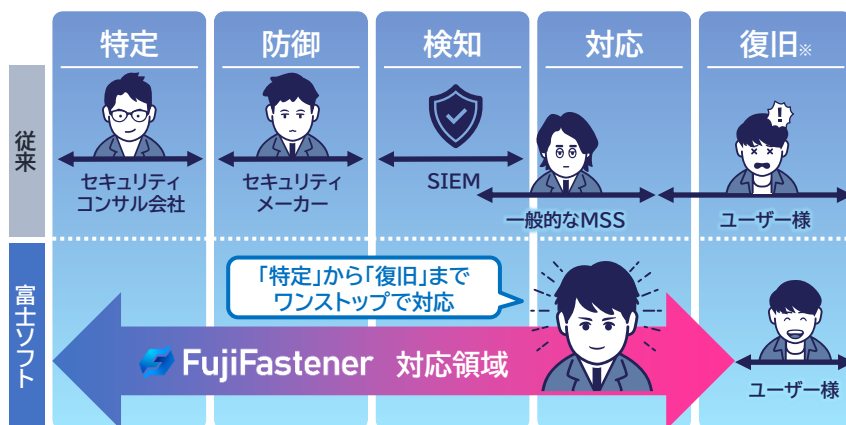 特定
防御
検知
対応
復旧※
従来
セキュリティ
コンサル会社
セキュリティ
メーカー
SIEM
一般的なMSS
!
ユーザー様
富士ソフト
「特定」から「復旧」まで
ワンストップで対応
FujiFastener 対応領域
ユーザー様